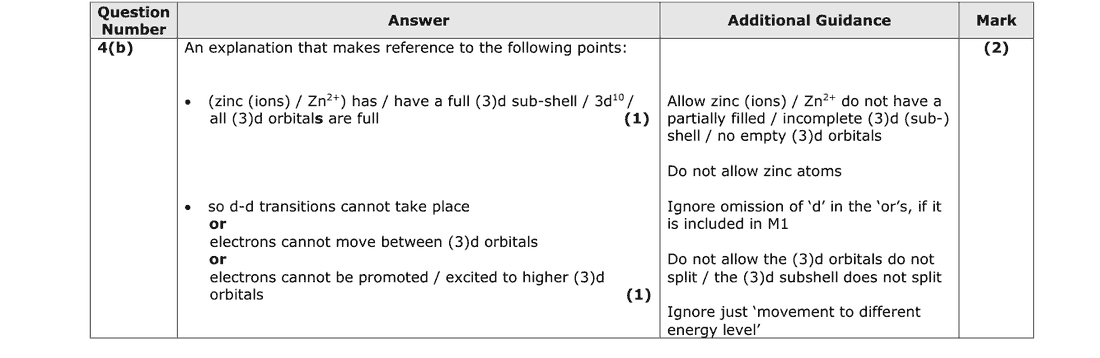 Question
Number
Answer
Additional Guidance
Mark
4(b)
An explanation that makes reference to the following points:
(2)
• (zinc (ions) / Zn²⁺) has / have a full (3)d sub-shell / 3d¹⁰ /
all (3)d orbitals are full (1)
Allow zinc (ions) / Zn²⁺ do not have a
partially filled / incomplete (3)d (sub-)
shell / no empty (3)d orbitals
Do not allow zinc atoms
• so d-d transitions cannot take place
or
electrons cannot move between (3)d orbitals
or
electrons cannot be promoted / excited to higher (3)d
orbitals (1)
Ignore omission of ‘d’ in the ‘or’s, if it
is included in M1
Do not allow the (3)d orbitals do not
split / the (3)d subshell does not split
Ignore just ‘movement to different
energy level’